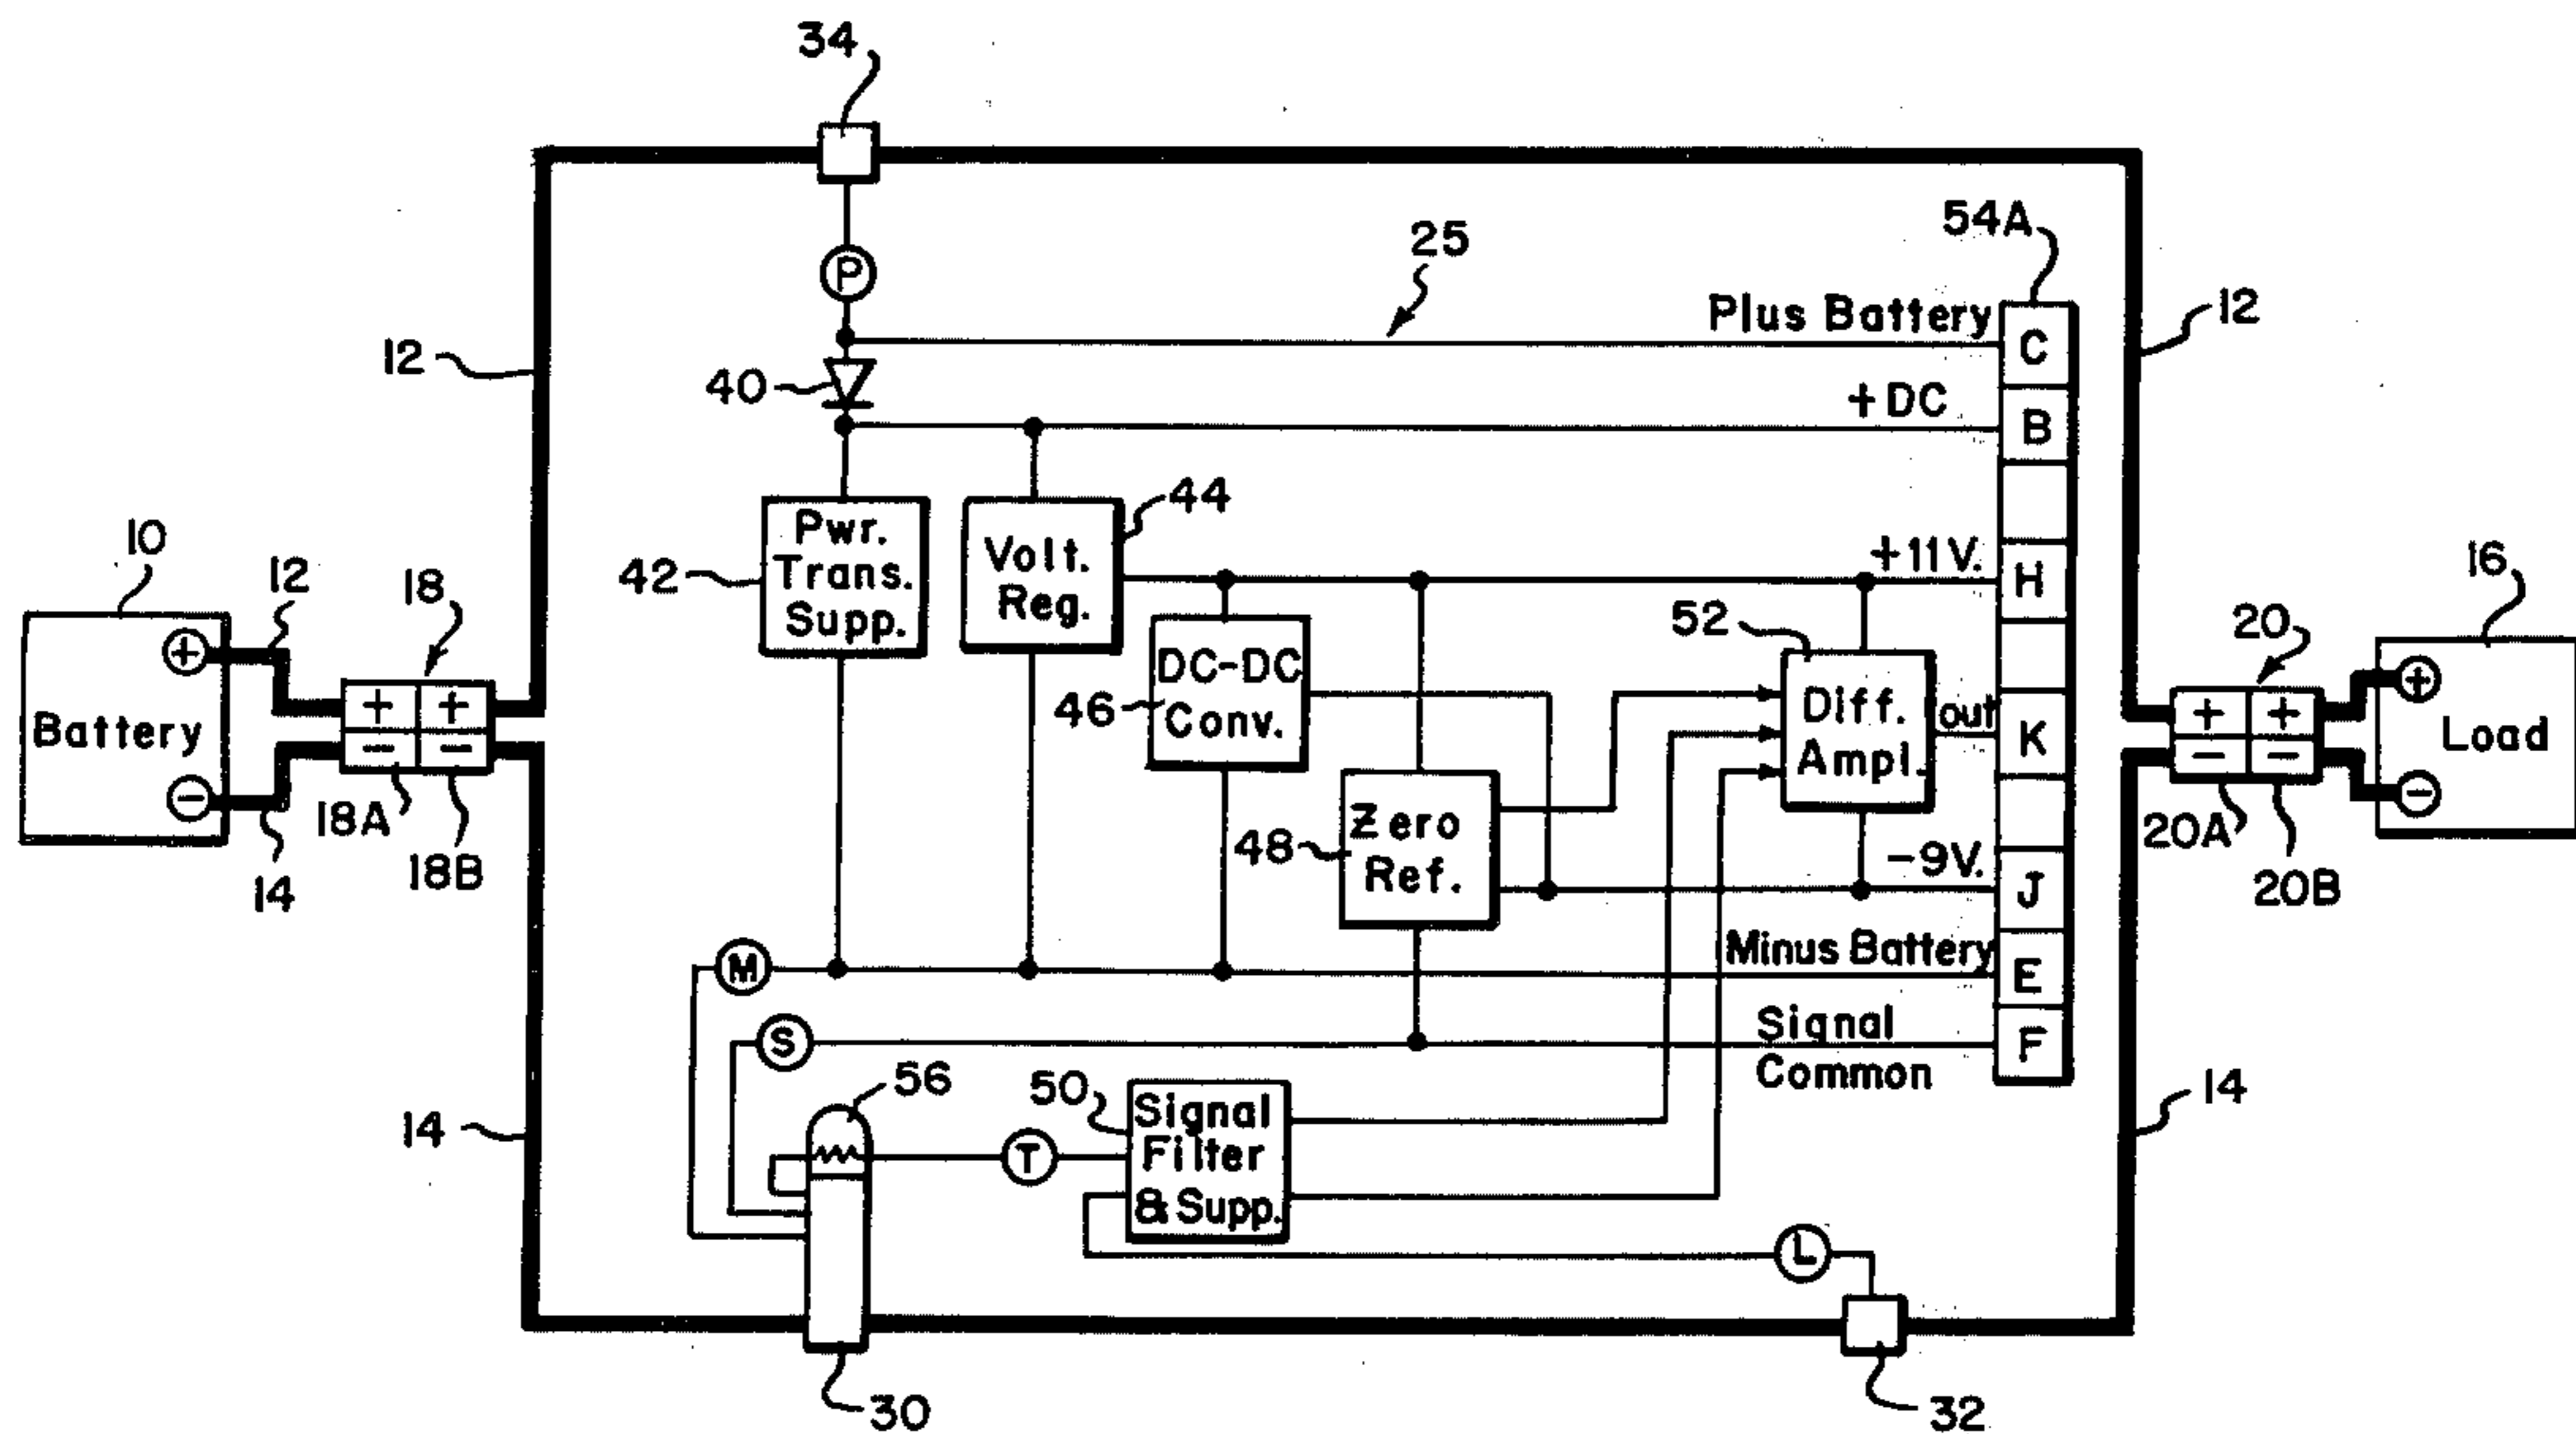 34
54A
25
P
Plus Battery
C
12
12
40
+DC
B
44
10
12
18
42
Pwr.
Trans.
Supp.
Volt.
Reg.
+11V.
H
16
52
20
+
Battery
−
+ +
− −
46
DC-DC
Conv.
Diff.
Ampl.
out
K
+ +
− −
+
Load
−
18A
18B
14
48
Zero
Ref.
-9V.
J
20A
20B
M
Minus Battery
E
S
Signal
Common
F
56
50
Signal
Filter
& Supp.
14
T
14
L
30
32